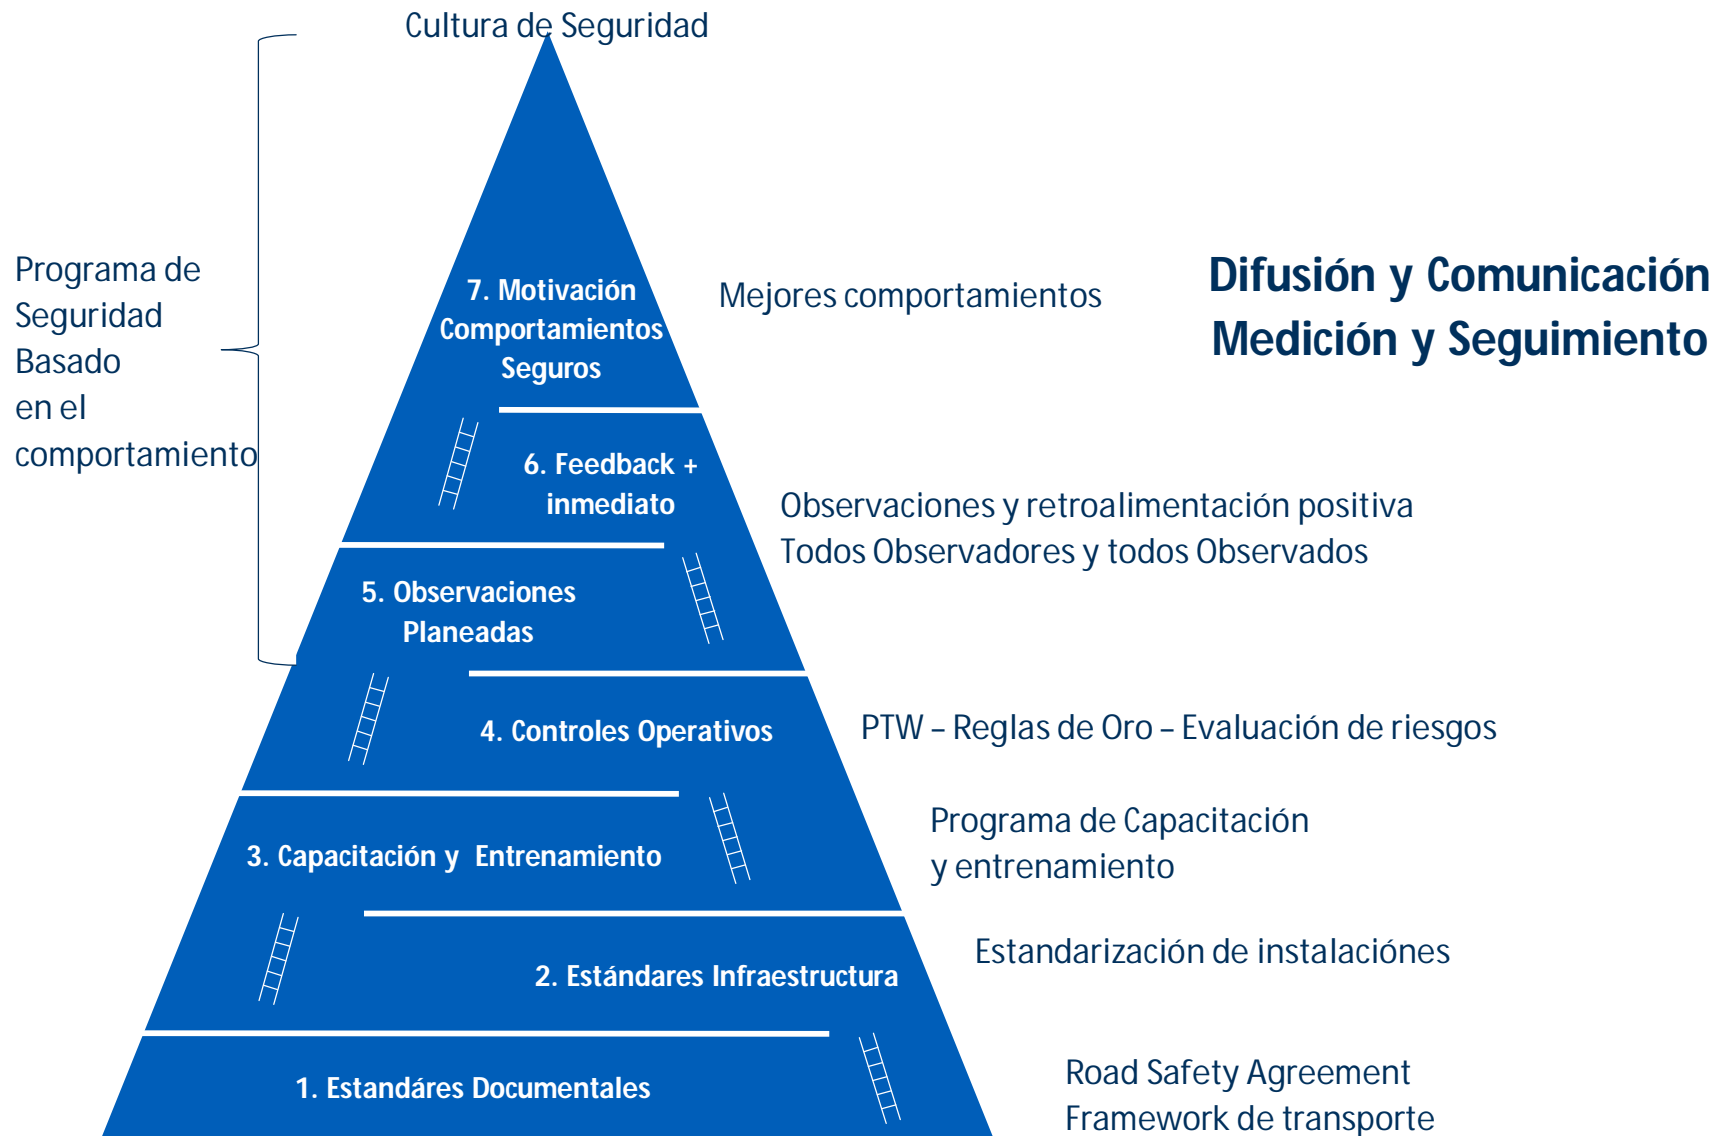 Cultura de Seguridad
Programa de
Seguridad
Basado
en el
comportamiento
7. Motivación
Comportamientos
Seguros
Mejores comportamientos
Difusión y Comunicación
Medición y Seguimiento
6. Feedback +
inmediato
Observaciones y retroalimentación positiva
Todos Observadores y todos Observados
5. Observaciones
Planeadas
4. Controles Operativos
PTW – Reglas de Oro – Evaluación de riesgos
3. Capacitación y Entrenamiento
Programa de Capacitación
y entrenamiento
2. Estándares Infraestructura
Estandarización de instalaciónes
1. Estandáres Documentales
Road Safety Agreement
Framework de transporte